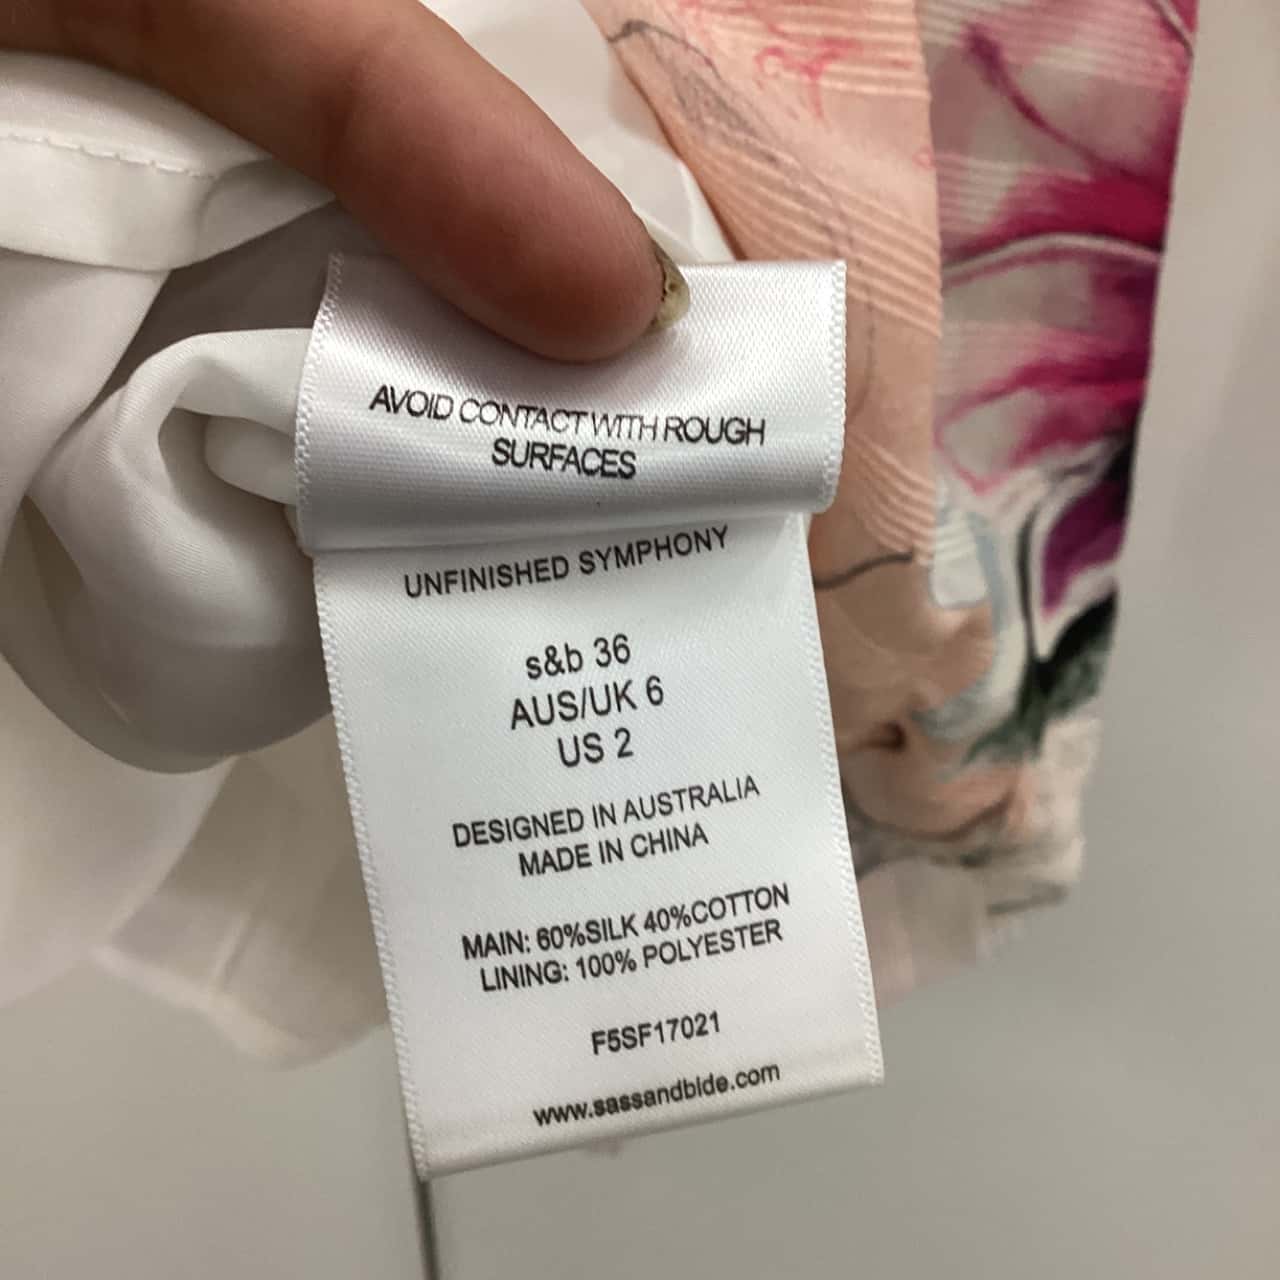 AVOID CONTACT WITH ROUGH
SURFACES
UNFINISHED SYMPHONY
s&b 36
AUS/UK 6
US 2
DESIGNED IN AUSTRALIA
MADE IN CHINA
MAIN: 60%SILK 40%COTTON
LINING: 100% POLYESTER
F5SF17021
www.sassandbide.com